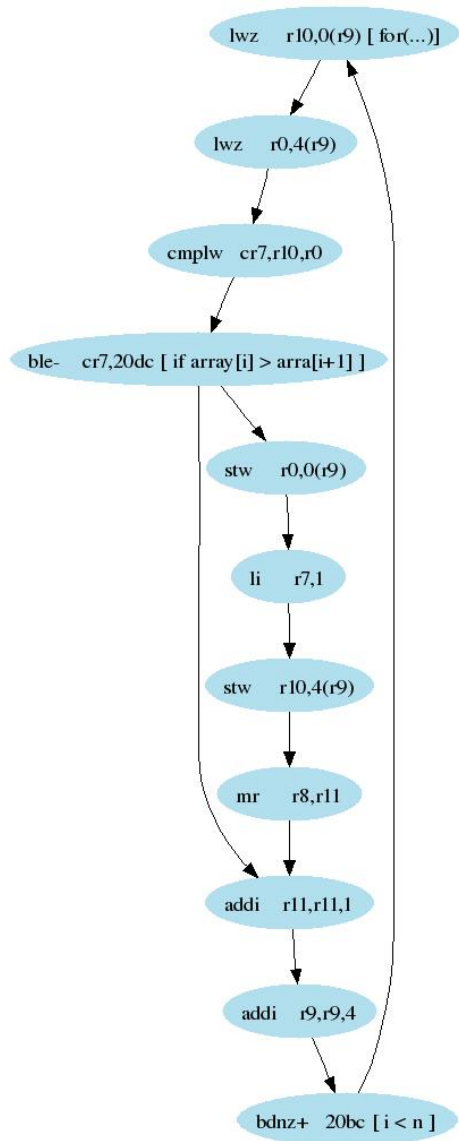 lwz r10,0(r9) [ for(...)]
lwz r0,4(r9)
cmplw cr7,r10,r0
ble- cr7,20dc [ if array[i] > arra[i+1] ]
stw r0,0(r9)
li r7,1
stw r10,4(r9)
mr r8,r11
addi r11,r11,1
addi r9,r9,4
bdnz+ 20bc [ i < n ]